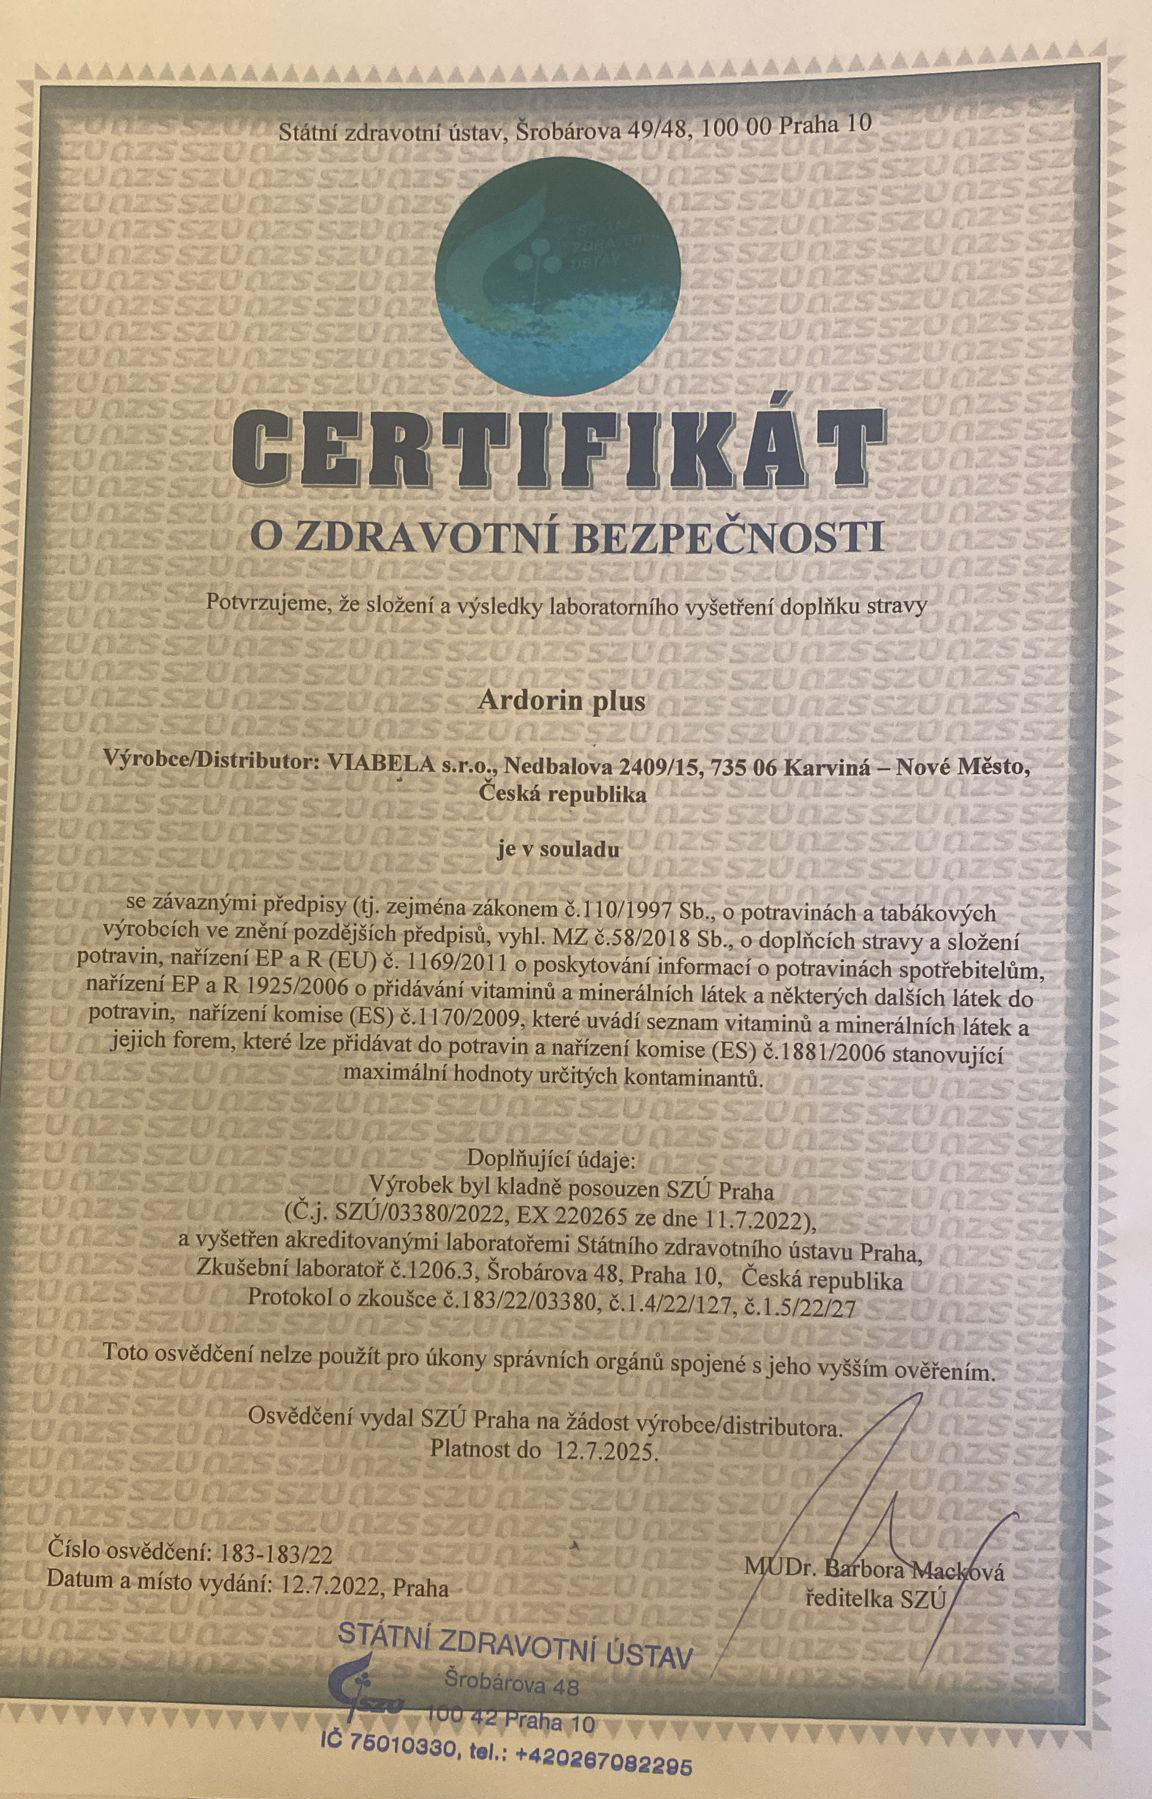 Státní zdravotní ústav, Šrobárova 49/48, 100 00 Praha 10
CERTIFIKÁT
O ZDRAVOTNÍ BEZPEČNOSTI
Potvrzujeme, že složení a výsledky laboratorního vyšetření doplňku stravy
Ardorin plus
Výrobce/Distributor: VIABELA s.r.o., Nedbalova 2409/15, 735 06 Karviná – Nové Město,
Česká republika
je v souladu
se závaznými předpisy (tj. zejména zákonem č.110/1997 Sb., o potravinách a tabákových
výrobcích ve znění pozdějších předpisů, vyhl. MZ č.58/2018 Sb., o doplňcích stravy a složení
potravin, nařízení EP a R (EU) č. 1169/2011 o poskytování informací o potravinách spotřebitelům,
nařízení EP a R 1925/2006 o přidávání vitaminů a minerálních látek a některých dalších látek do
potravin, nařízení komise (ES) č.1170/2009, které uvádí seznam vitaminů a minerálních látek a
jejich forem, které lze přidávat do potravin a nařízení komise (ES) č.1881/2006 stanovující
maximální hodnoty určitých kontaminantů.
Doplňující údaje:
Výrobek byl kladně posouzen SZÚ Praha
(Č.j. SZÚ/03380/2022, EX 220265 ze dne 11.7.2022),
a vyšetřen akreditovanými laboratořemi Státního zdravotního ústavu Praha,
Zkušební laboratoř č.1206.3, Šrobárova 48, Praha 10, Česká republika
Protokol o zkoušce č.183/22/03380, č.1.4/22/127, č.1.5/22/27
Toto osvědčení nelze použít pro úkony správních orgánů spojené s jeho vyšším ověřením.
Osvědčení vydal SZÚ Praha na žádost výrobce/distributora.
Platnost do 12.7.2025.
Číslo osvědčení: 183-183/22
Datum a místo vydání: 12.7.2022, Praha
MUDr. Barbora Macková
ředitelka SZÚ
STÁTNÍ ZDRAVOTNÍ ÚSTAV
Šrobárova 48
SZÚ
100 42 Praha 10
IČ 75010330, tel.: +420267082295